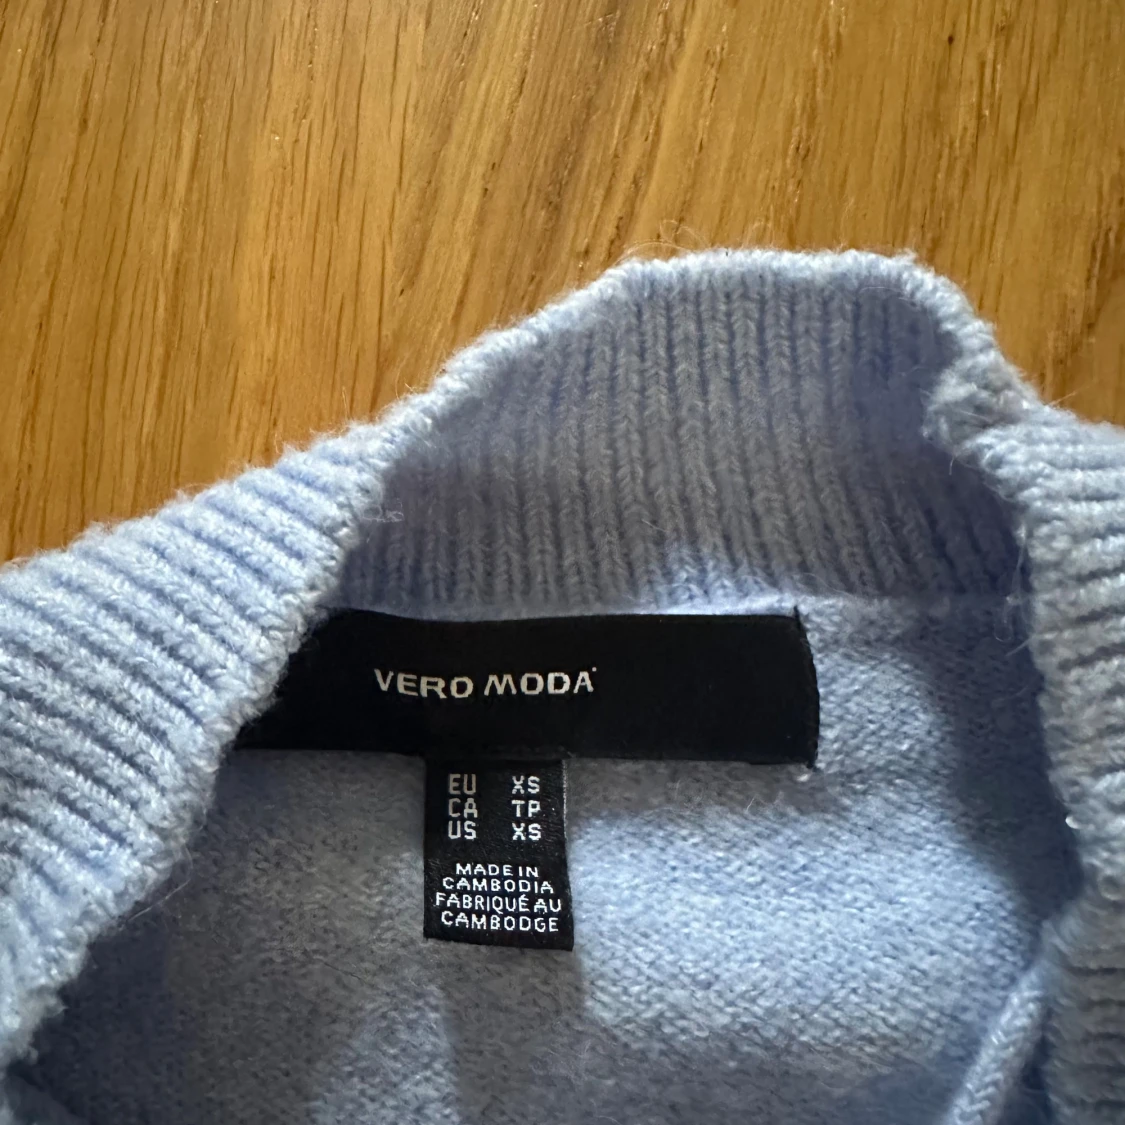 VERO MODA
EU XS
CA TP
US XS
MADE IN
CAMBODIA
FABRIQUÉ AU
CAMBODGE